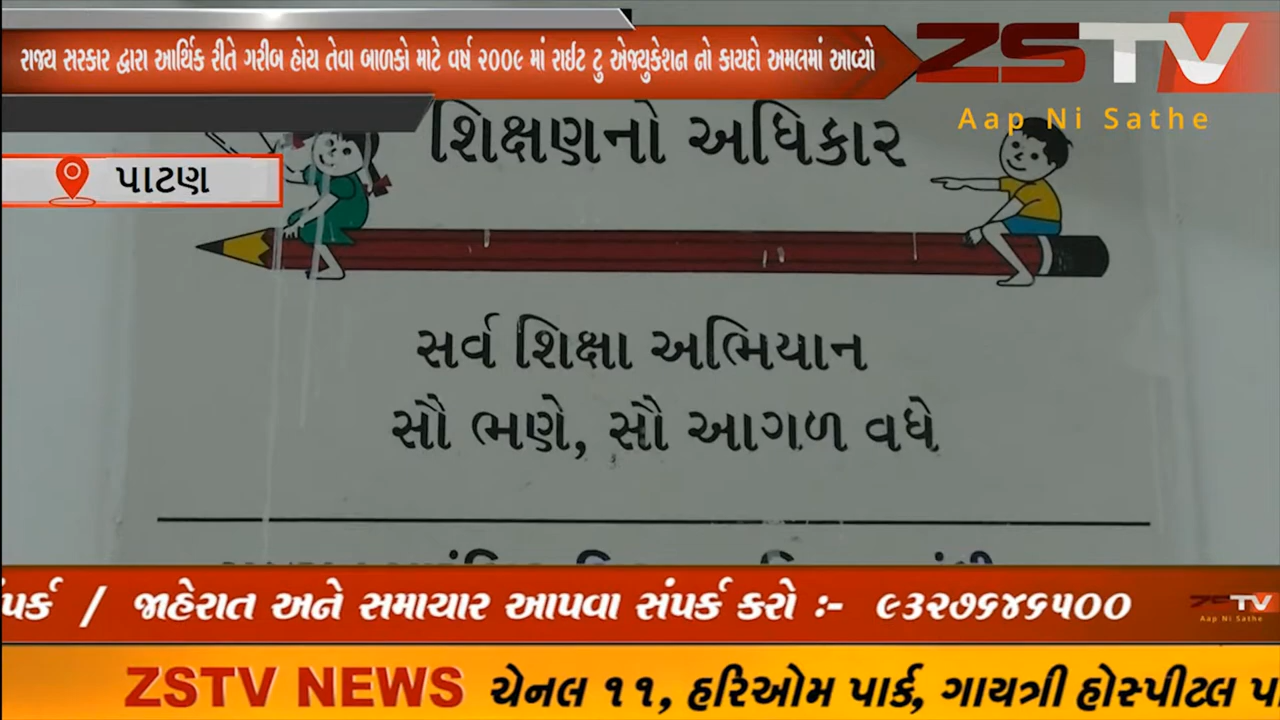 રાજ્ય સરકાર દ્વારા આર્થિક રીતે ગરીબ હોય તેવા બાળકો માટે વર્ષ ૨૦૦૯ માં રાઈટ ટુ એજ્યુકેશન નો કાયદો અમલમાં આવ્યો
ZSTV
Aap Ni Sathe
શિક્ષણનો અધિકાર
પાટણ
સર્વ શિક્ષા અભિયાન
સૌ ભણે, સૌ આગળ વધે
/ જાહેરાત અને સમાચાર આપવા સંપર્ક કરો :- ૯૩૨૭૬૪૬૫૦૦
ZSTV
Aap Ni Sathe
ZSTV NEWS ચેનલ ૧૧, હરિઓમ પાર્ક, ગાયત્રી હોસ્પીટલ